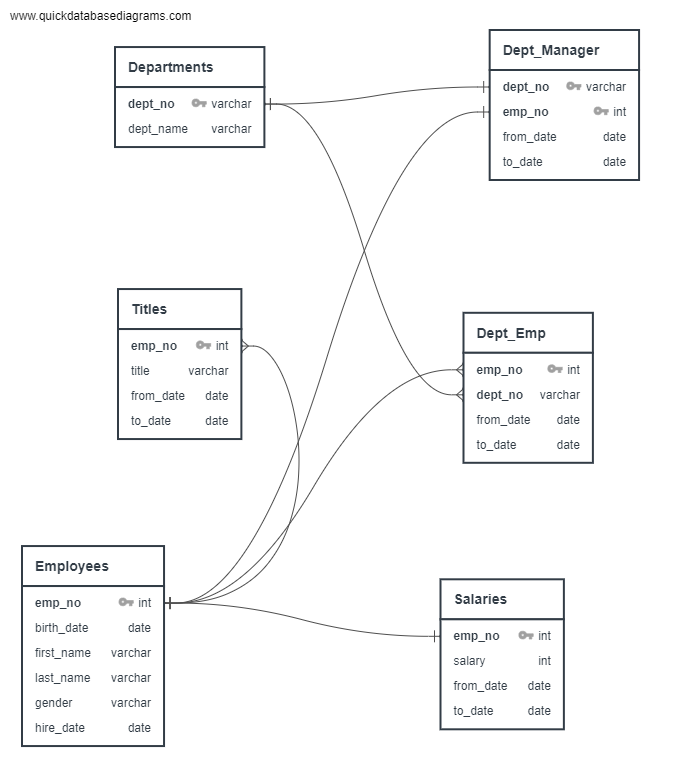 www.quickdatabasediagrams.com
Departments
dept_no varchar
dept_name varchar
Dept_Manager
dept_no varchar
emp_no int
from_date date
to_date date
Titles
emp_no int
title varchar
from_date date
to_date date
Dept_Emp
emp_no int
dept_no varchar
from_date date
to_date date
Employees
emp_no int
birth_date date
first_name varchar
last_name varchar
gender varchar
hire_date date
Salaries
emp_no int
salary int
from_date date
to_date date